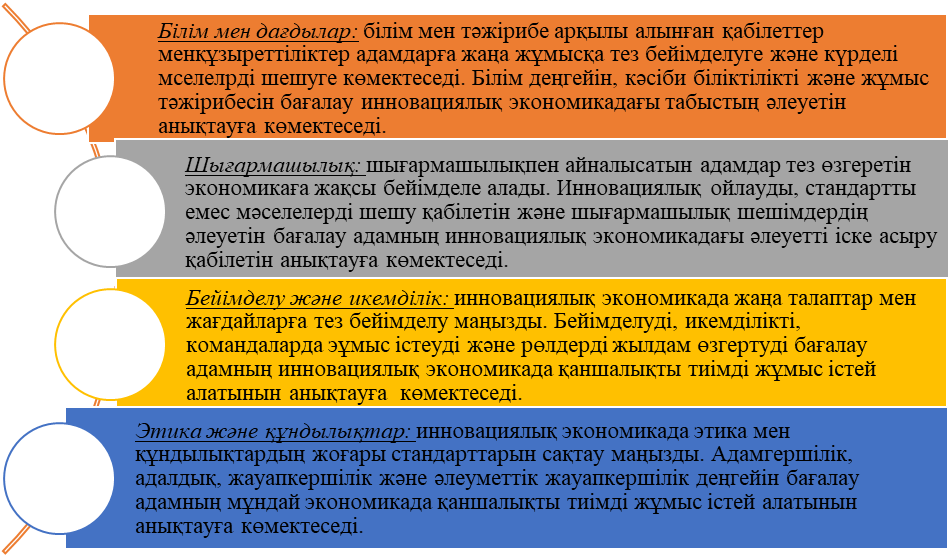 Білім мен дағдылар: білім мен тәжірибе арқылы алынған қабілеттер
менқұзыреттіліктер адамдарға жаңа жұмысқа тез бейімделуге және күрделі
мселелрді шешуге көмектеседі. Білім деңгейін, кәсіби біліктілікті және жұмыс
тәжірибесін бағалау инновациялық экономикадағы табыстың әлеуетін
анықтауға көмектеседі.
Шығармашылық: шығармашылықпен айналысатын адамдар тез өзгеретін
экономикаға жақсы бейімделе алады. Инновациялық ойлауды, стандартты
емес мәселелерді шешу қабілетін және шығармашылық шешімдердің
әлеуетін бағалау адамның инновациялық экономикадағы әлеуетті іске асыру
қабілетін анықтауға көмектеседі.
Бейімделу және икемділік: инновациялық экономикада жаңа талаптар мен
жағдайларға тез бейімделу маңызды. Бейімделуді, икемділікті,
командаларда эұмыс істеуді және рөлдерді жылдам өзгертуді бағалау
адамның инновациялық экономикада қаншалықты тиімді жұмыс істей
алатынын анықтауға көмектеседі.
Этика және құндылықтар: инновациялық экономикада этика мен
құндылықтардың жоғары стандарттарын сақтау маңызды. Адамгершілік,
адалдық, жауапкершілік және әлеуметтік жауапкершілік деңгейін бағалау
адамның мұндай экономикада қаншалықты тиімді жұмыс істей алатынын
анықтауға көмектеседі.